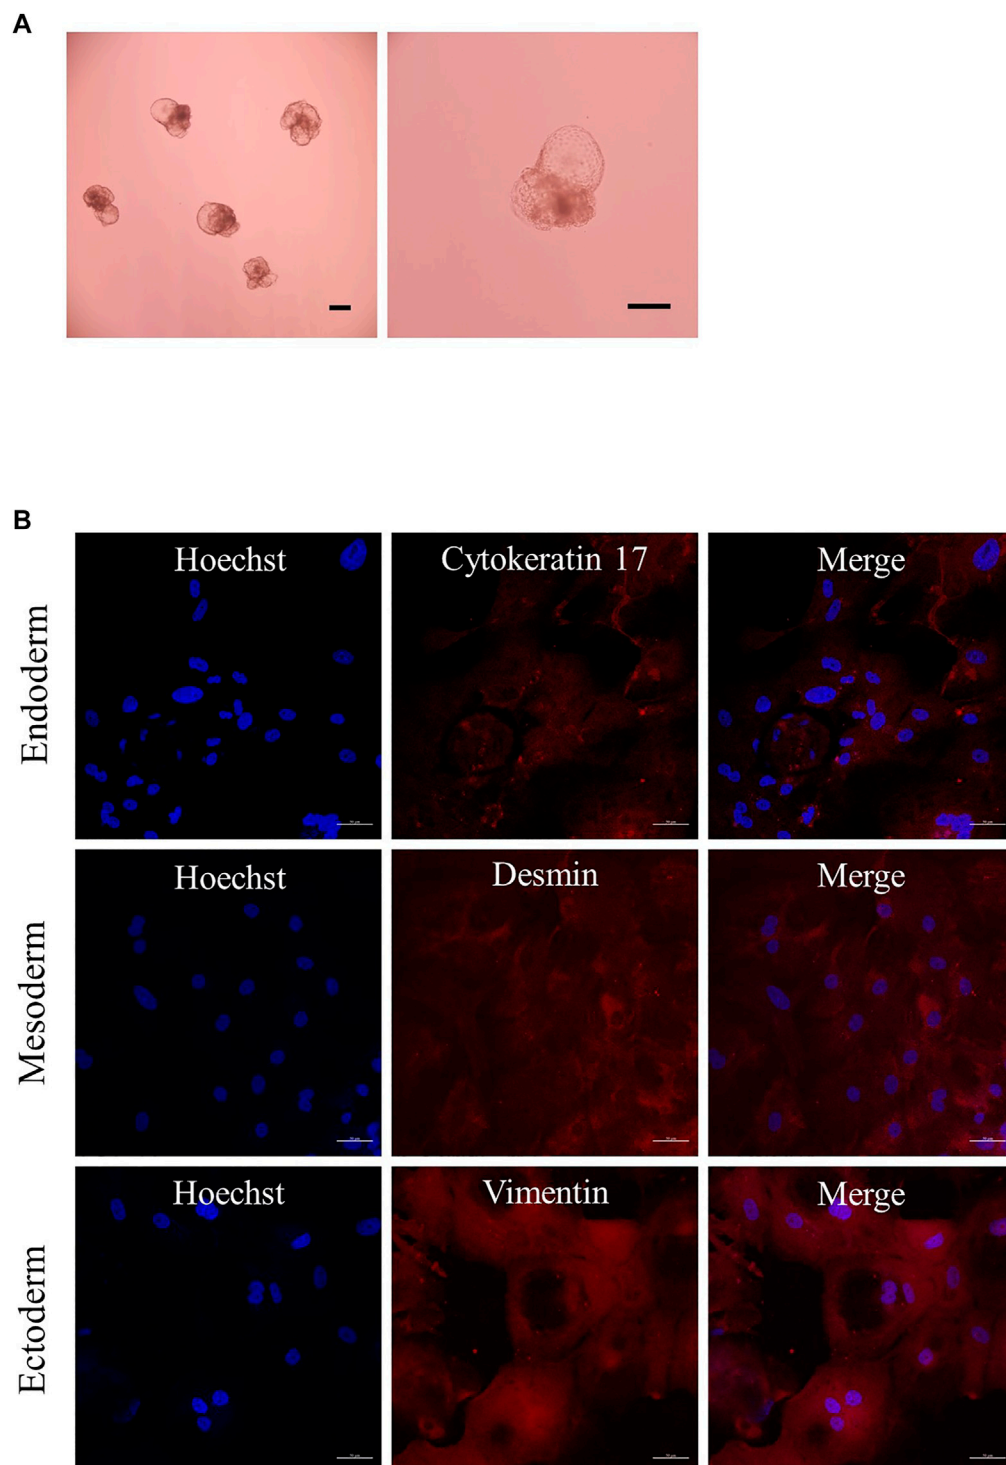 A
B
Endoderm
Hoechst
Cytokeratin 17
Merge
Mesoderm
Hoechst
Desmin
Merge
Ectoderm
Hoechst
Vimentin
Merge